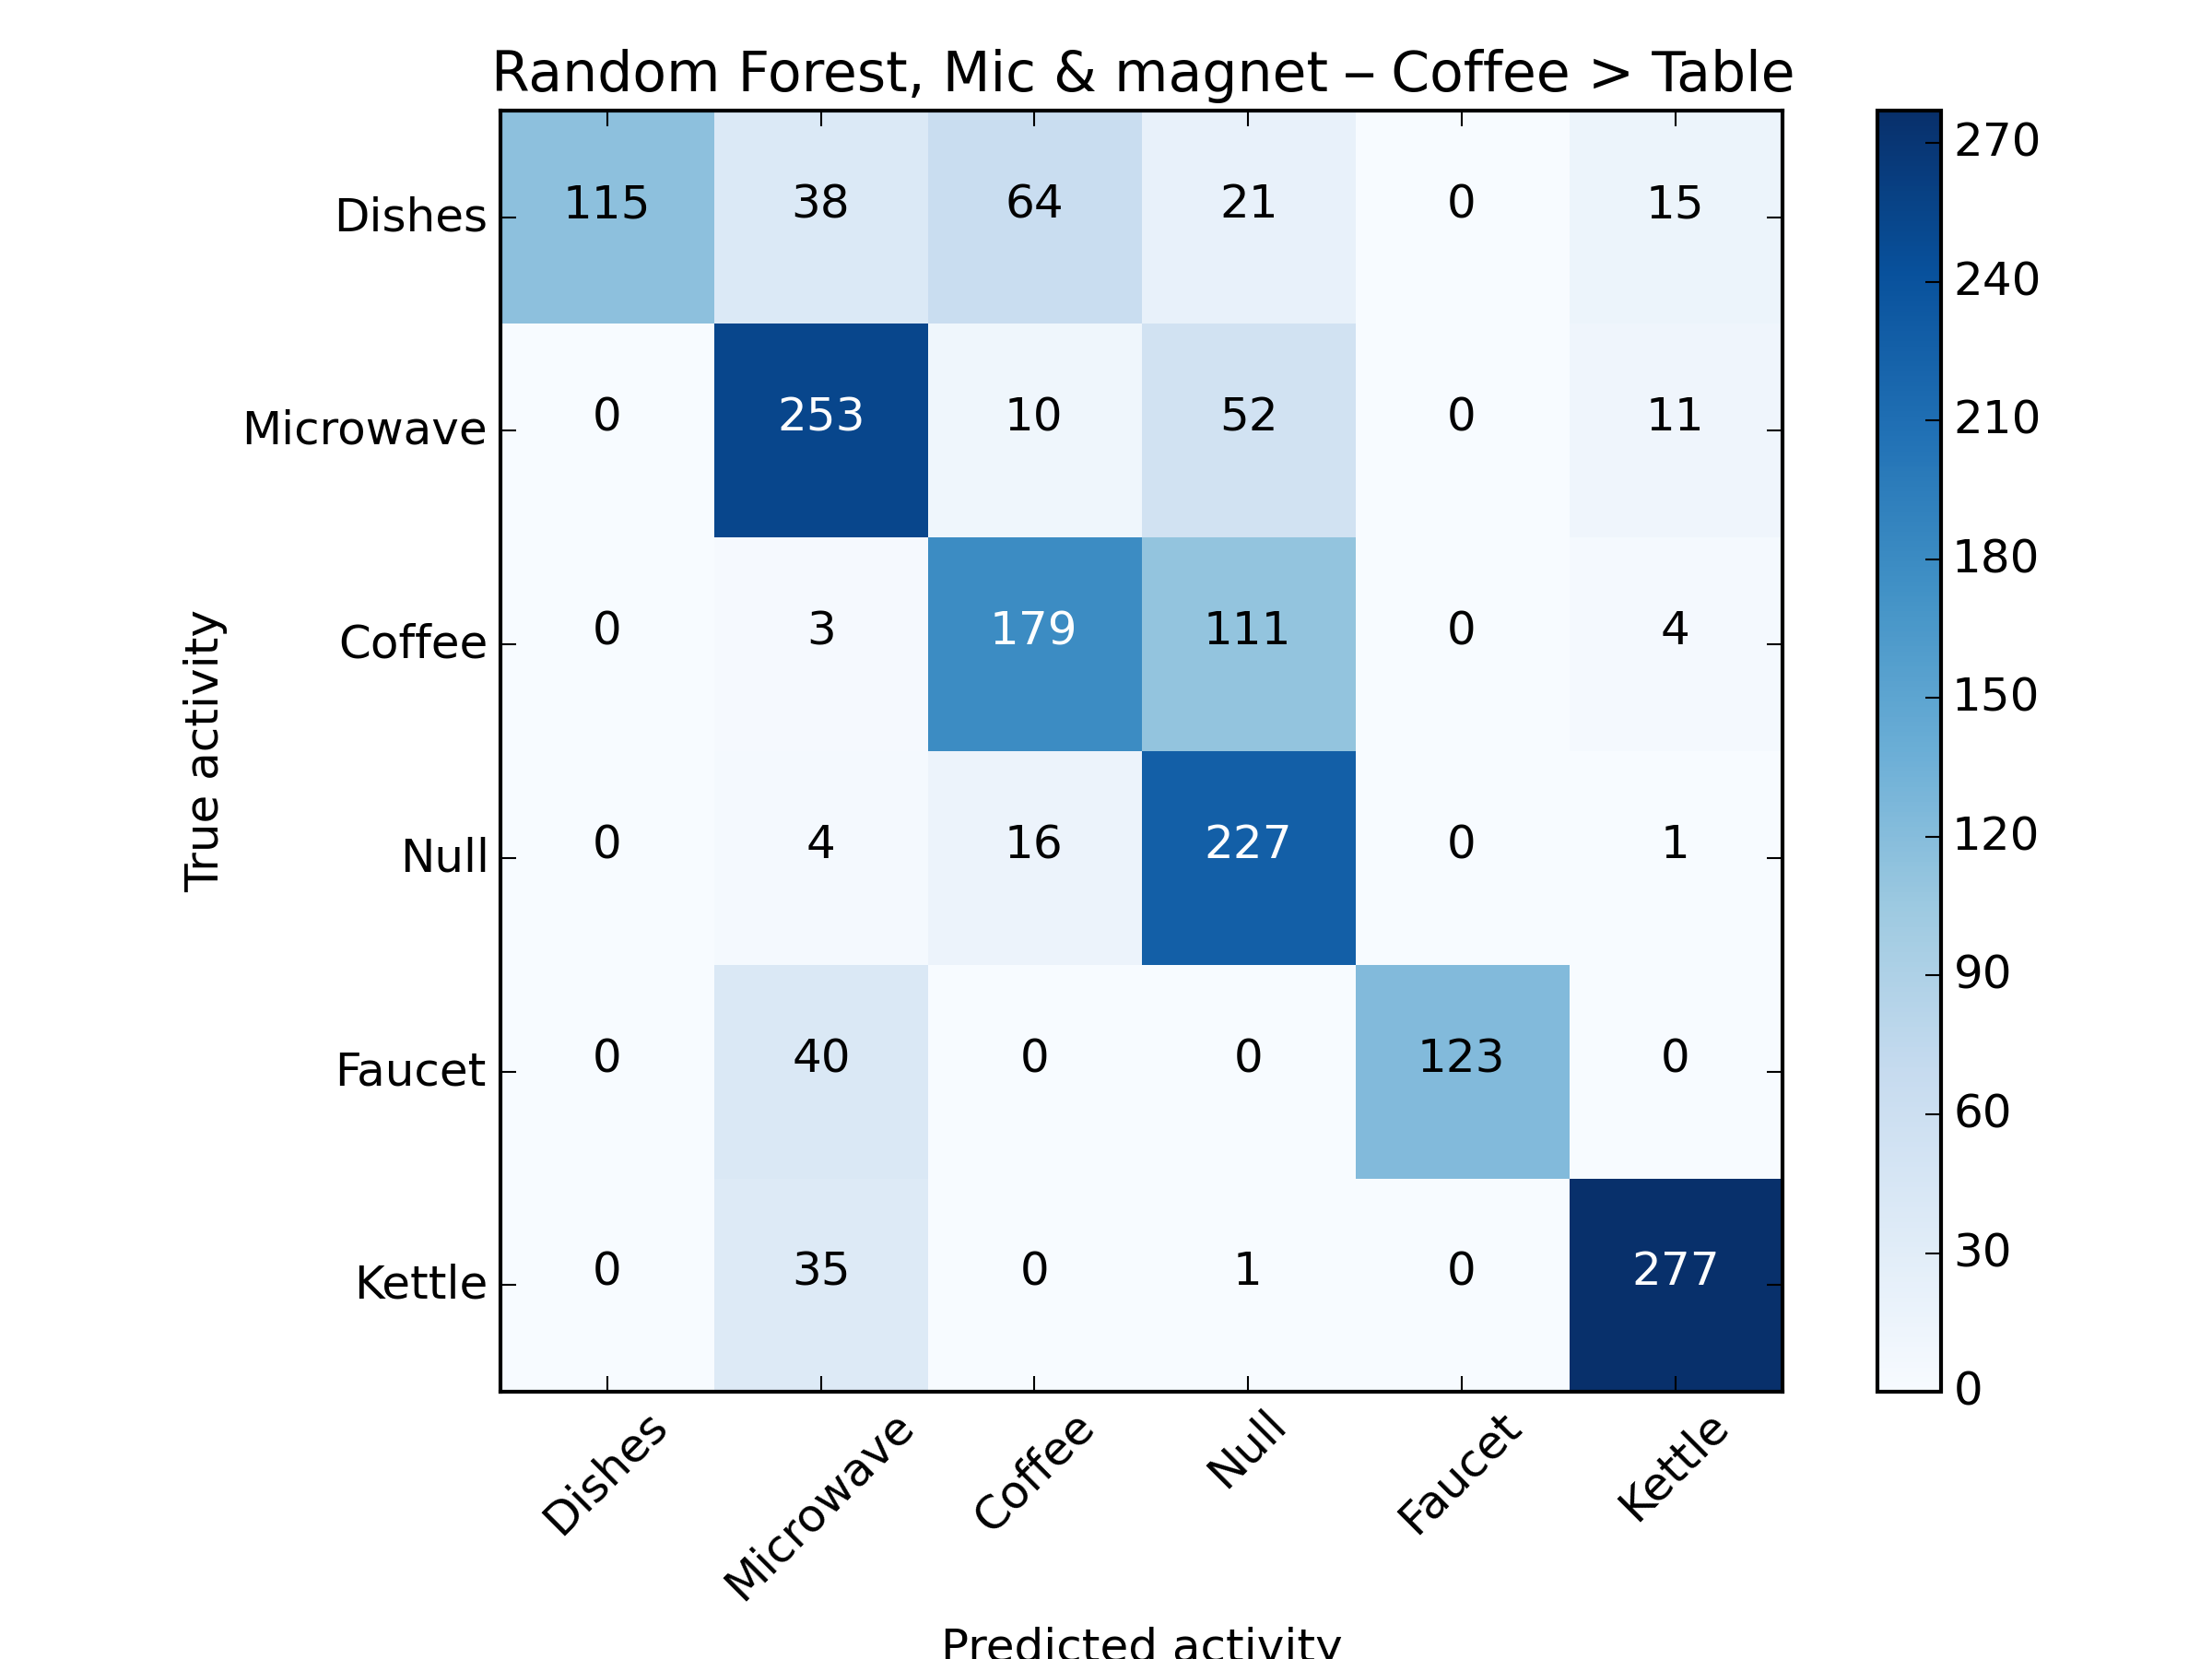 Random Forest, Mic & magnet – Coffee > Table
Dishes 115 38 64 21 0 15
Microwave 0 253 10 52 0 11
Coffee 0 3 179 111 0 4
Null 0 4 16 227 0 1
Faucet 0 40 0 0 123 0
Kettle 0 35 0 1 0 277
True activity
Dishes Microwave Coffee Null Faucet Kettle
Predicted activity
270
240
210
180
150
120
90
60
30
0